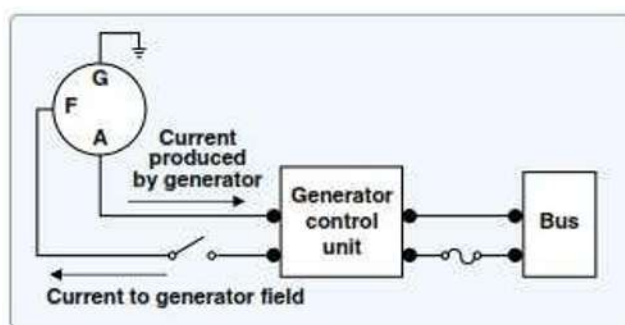 G
F
A
Current
produced
by generator
Generator
control
unit
Bus
Current to generator field